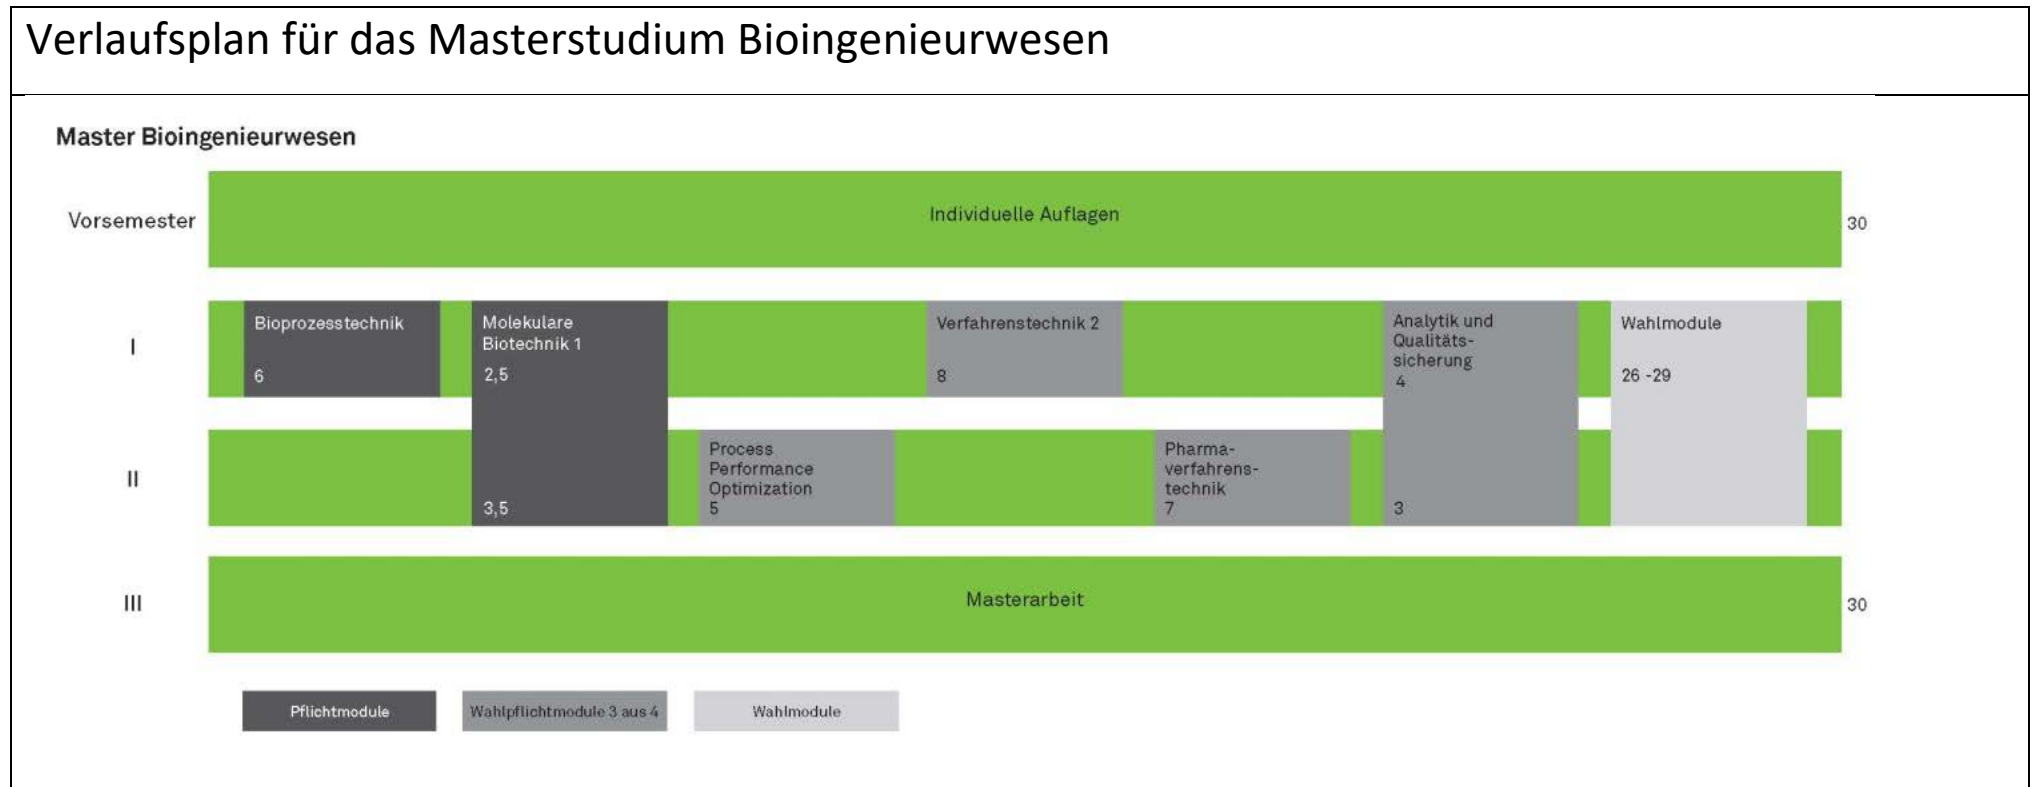 Verlaufsplan für das Masterstudium Bioingenieurwesen
Master Bioingenieurwesen
Vorsemester
Individuelle Auflagen
30
I
Bioprozesstechnik
6
Molekulare
Biotechnik 1
2,5
3,5
Verfahrenstechnik 2
8
Analytik und
Qualitäts-
sicherung
4
3
Wahlmodule
26 -29
II
Process
Performance
Optimization
5
Pharma-
verfahrens-
technik
7
III
Masterarbeit
30
Pflichtmodule
Wahlpflichtmodule 3 aus 4
Wahlmodule